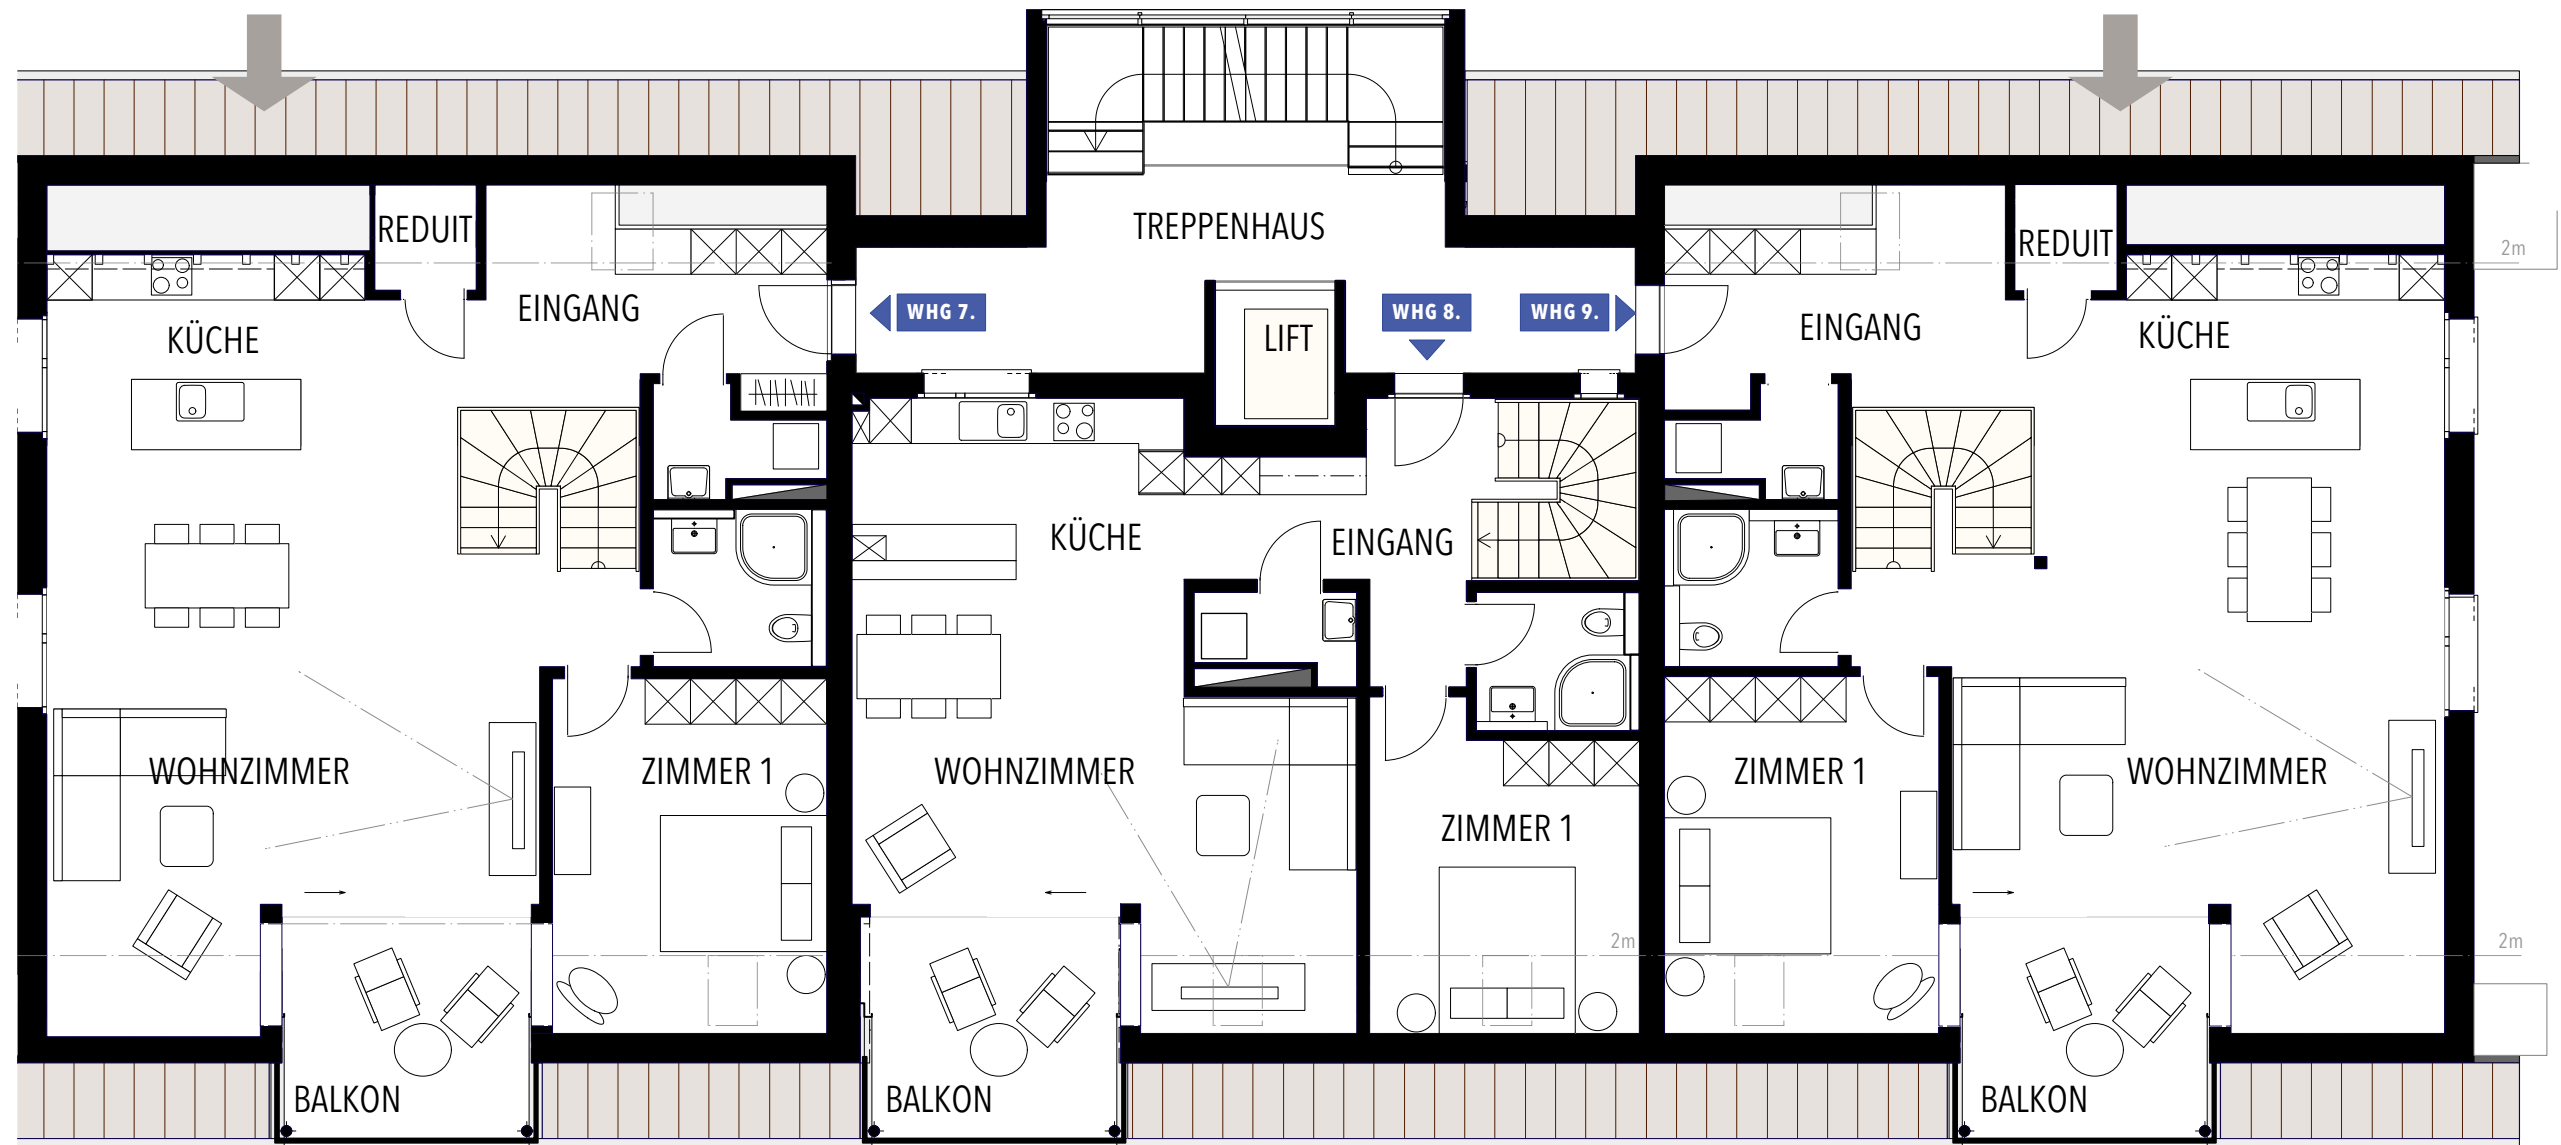 REDUIT
TREPPENHAUS
REDUIT
2m
EINGANG
WHG 7.
WHG 8.
WHG 9.
EINGANG
KÜCHE
LIFT
KÜCHE
KÜCHE
EINGANG
WOHNZIMMER
ZIMMER 1
WOHNZIMMER
ZIMMER 1
WOHNZIMMER
ZIMMER 1
2m
2m
BALKON
BALKON
BALKON